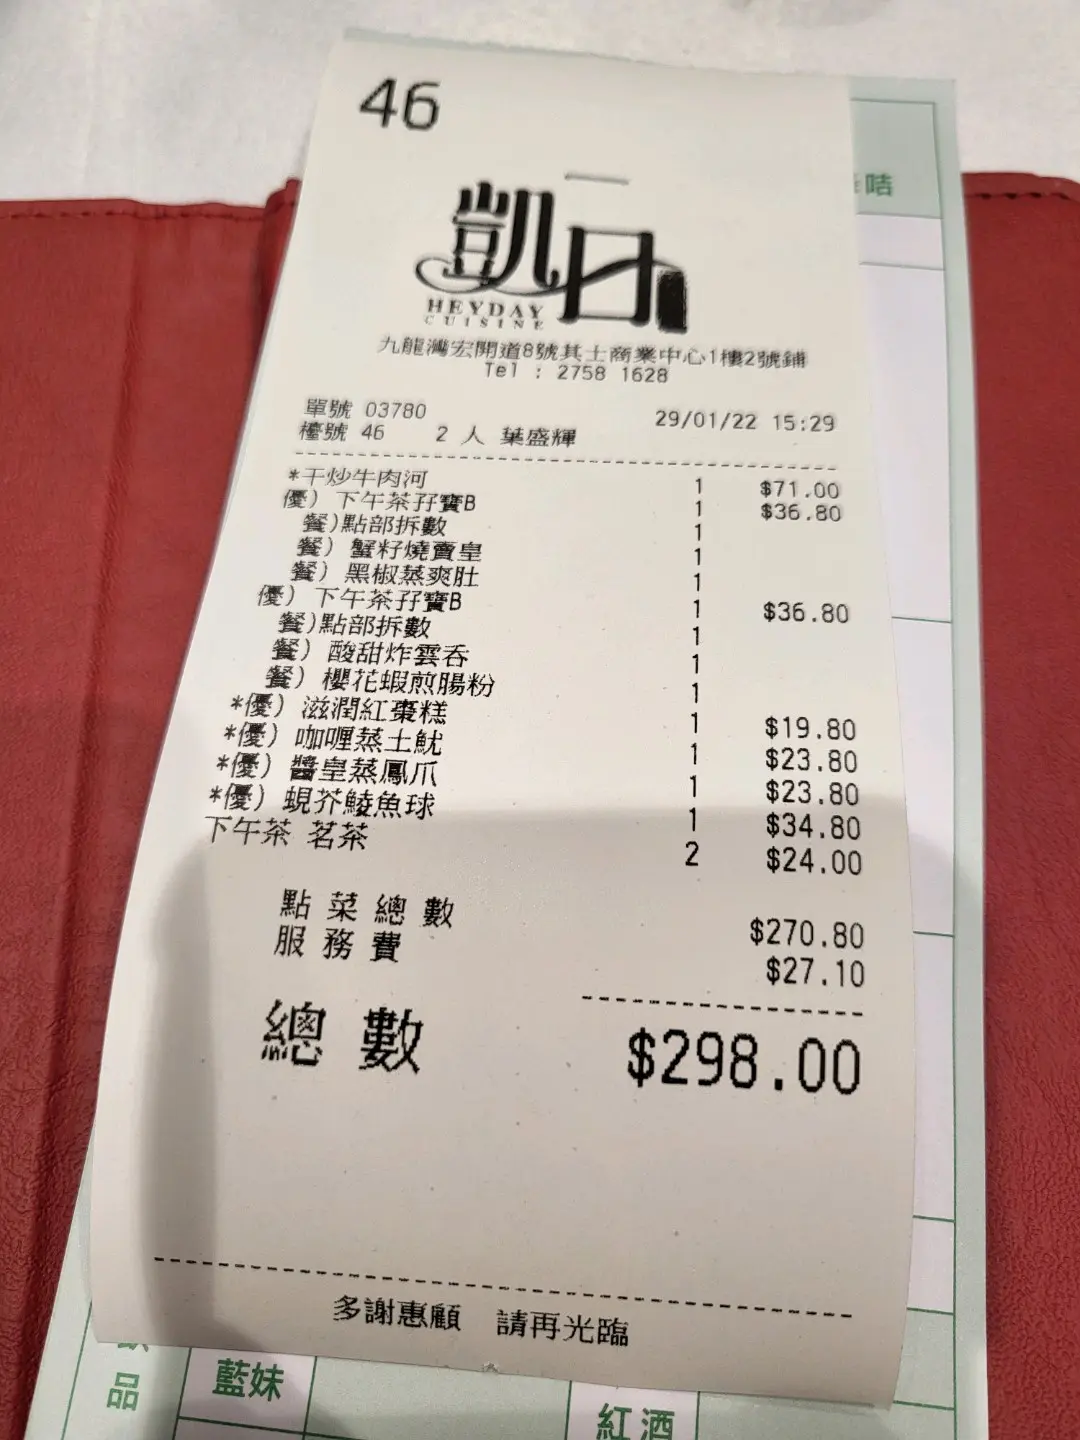 咭
46
凱一日
HEYDAY
CUISINE
九龍灣宏開道8號其士商業中心1樓2號鋪
Tel : 2758 1628
單號 03780 29/01/22 15:29
檯號 46 2 人 葉盛輝
*干炒牛肉河 1 $71.00
優) 下午茶孖寶B 1 $36.80
餐)點部拆數 1
餐) 蟹籽燒賣皇 1
餐) 黑椒蒸爽肚 1
優) 下午茶孖寶B 1 $36.80
餐)點部拆數 1
餐) 酸甜炸雲吞 1
餐) 櫻花蝦煎腸粉 1
*優) 滋潤紅棗糕 1 $19.80
*優) 咖喱蒸土魷 1 $23.80
*優) 醬皇蒸鳳爪 1 $23.80
*優) 蜆芥鯪魚球 1 $34.80
下午茶 茗茶 2 $24.00
點菜總數 $270.80
服務費 $27.10
總數 $298.00
多謝惠顧 請再光臨
品
藍妹
紅酒